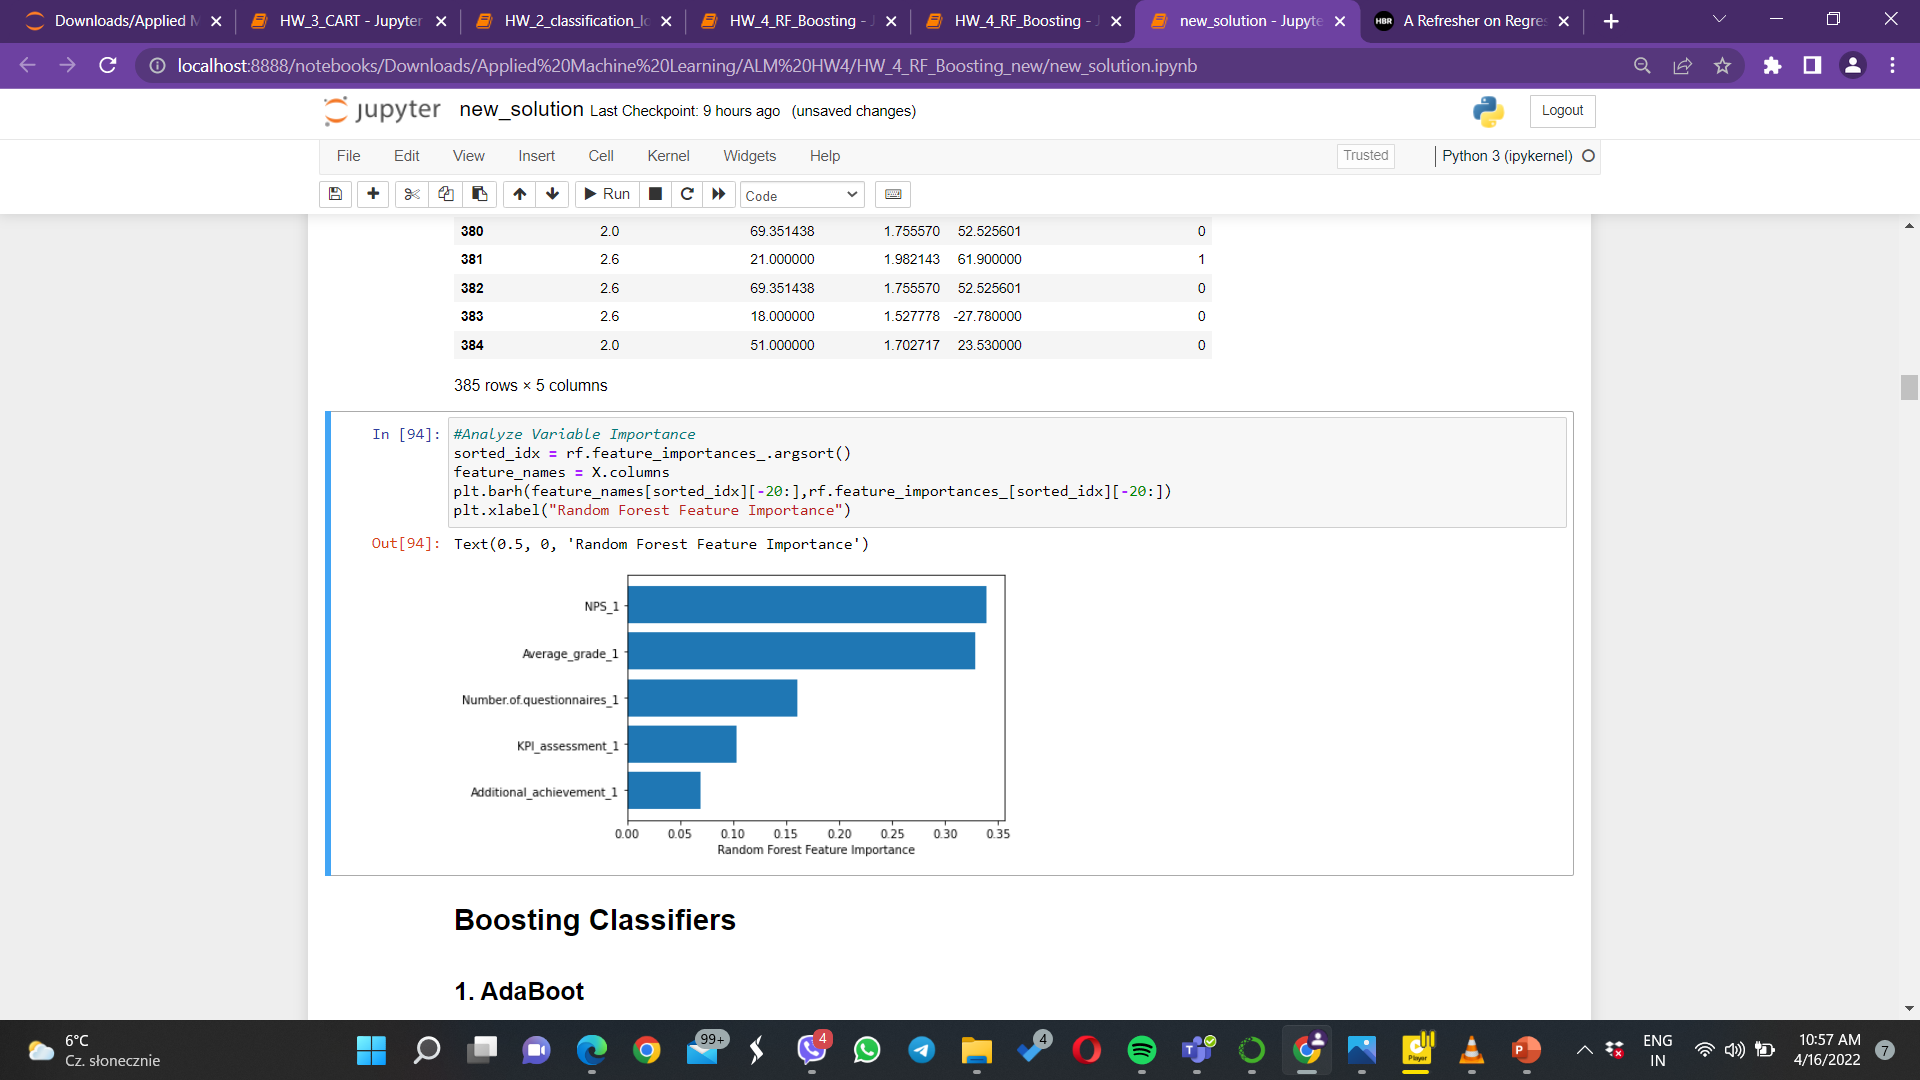 Downloads/Applied M
HW_3_CART - Jupyter
HW_2_classification_lo
HW_4_RF_Boosting - J
HW_4_RF_Boosting - J
new_solution - Jupyte
HBR A Refresher on Regres
localhost:8888/notebooks/Downloads/Applied%20Machine%20Learning/ALM%20HW4/HW_4_RF_Boosting_new/new_solution.ipynb
jupyter new_solution Last Checkpoint: 9 hours ago (unsaved changes)
Logout
File Edit View Insert Cell Kernel Widgets Help
Trusted
Python 3 (ipykernel)
Run
Code
380 2.0 69.351438 1.755570 52.525601 0
381 2.6 21.000000 1.982143 61.900000 1
382 2.6 69.351438 1.755570 52.525601 0
383 2.6 18.000000 1.527778 -27.780000 0
384 2.0 51.000000 1.702717 23.530000 0
385 rows × 5 columns
In [94]: #Analyze Variable Importance
sorted_idx = rf.feature_importances_.argsort()
feature_names = X.columns
plt.barh(feature_names[sorted_idx][-20:],rf.feature_importances_[sorted_idx][-20:])
plt.xlabel("Random Forest Feature Importance")
Out[94]: Text(0.5, 0, 'Random Forest Feature Importance')
NPS_1
Average_grade_1
Number.of.questionnaires_1
KPI_assessment_1
Additional_achievement_1
0.00 0.05 0.10 0.15 0.20 0.25 0.30 0.35
Random Forest Feature Importance
Boosting Classifiers
1. AdaBoot
6°C
Cz. słonecznie
99+
4
4
Player
ENG
IN
10:57 AM
4/16/2022
7